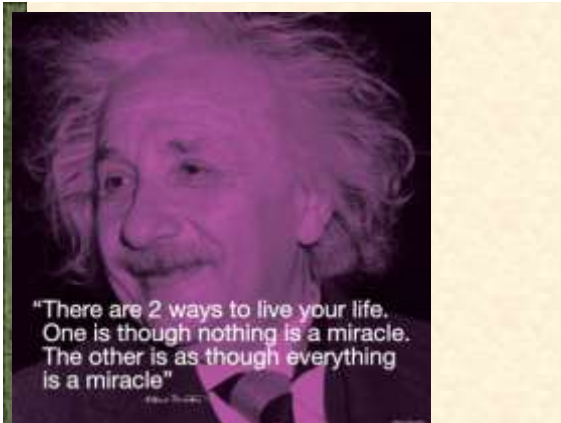 “There are 2 ways to live your life.
One is though nothing is a miracle.
The other is as though everything
is a miracle”